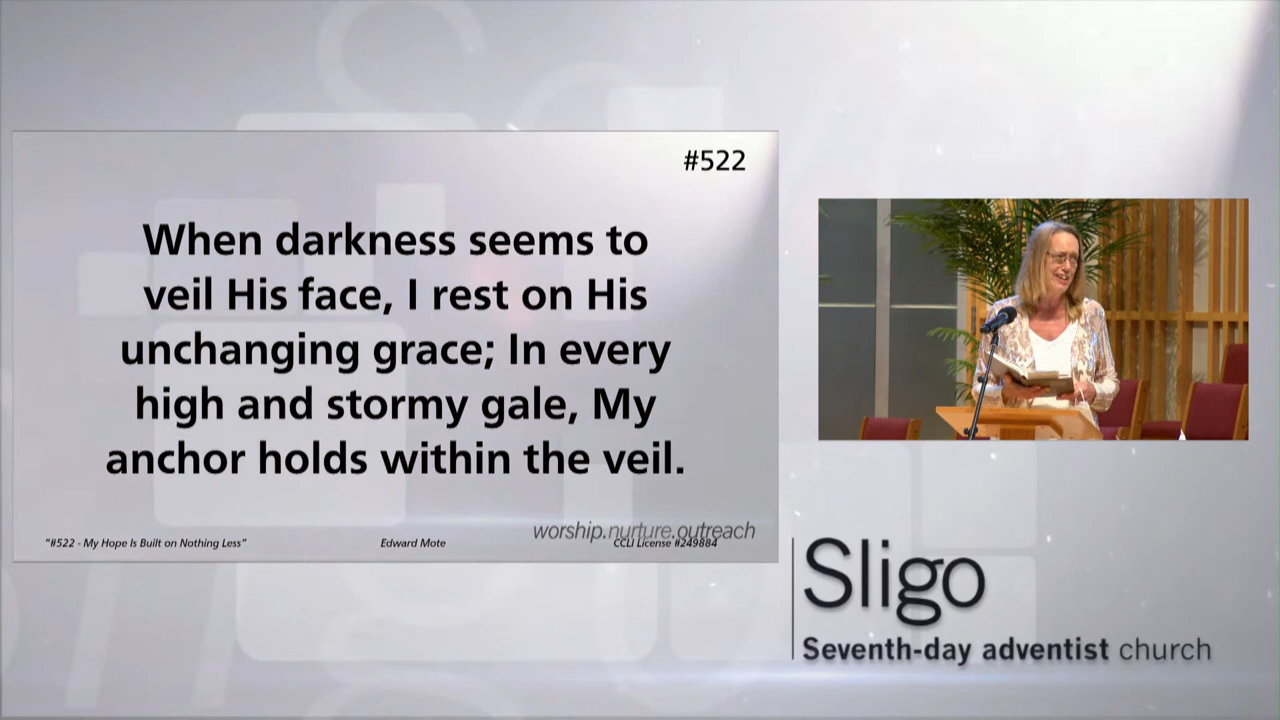 #522
When darkness seems to
veil His face, I rest on His
unchanging grace; In every
high and stormy gale, My
anchor holds within the veil.
worship.nurture.outreach
"#522 - My Hope Is Built on Nothing Less"
Edward Mote
CCLI License #249884
Sligo
Seventh-day adventist church